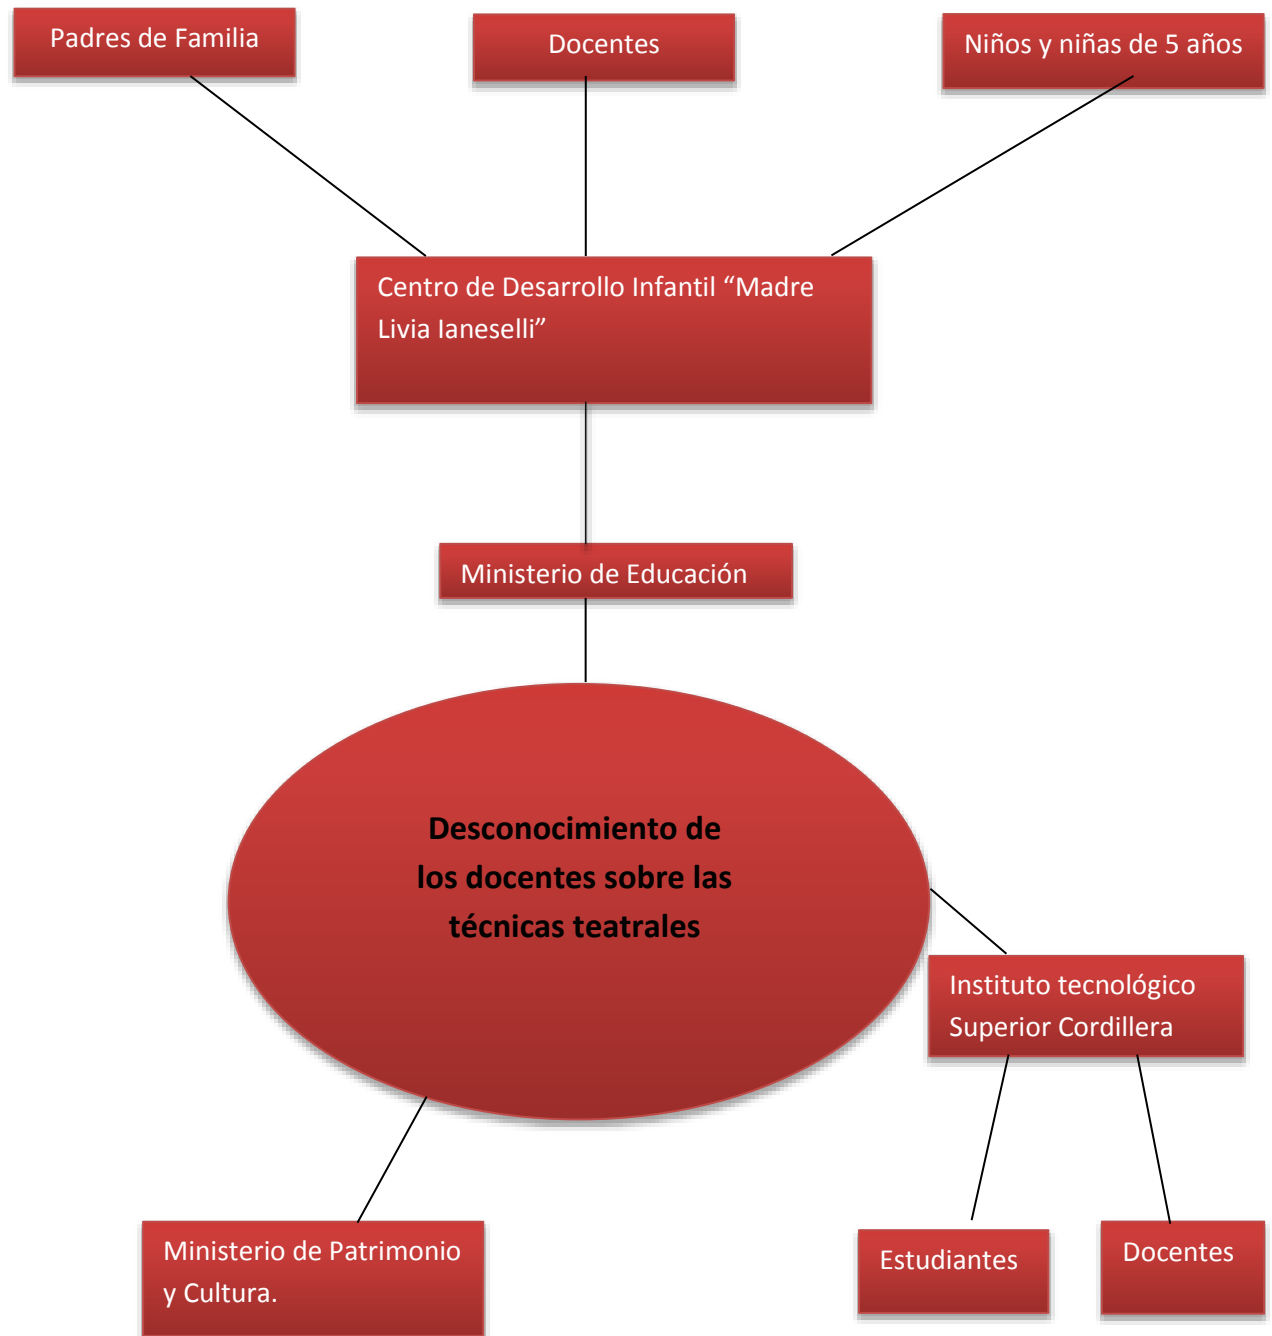 Padres de Familia
Docentes
Niños y niñas de 5 años
Centro de Desarrollo Infantil “Madre
Livia Ianeselli”
Ministerio de Educación
Desconocimiento de
los docentes sobre las
técnicas teatrales
Instituto tecnológico
Superior Cordillera
Ministerio de Patrimonio
y Cultura.
Estudiantes
Docentes